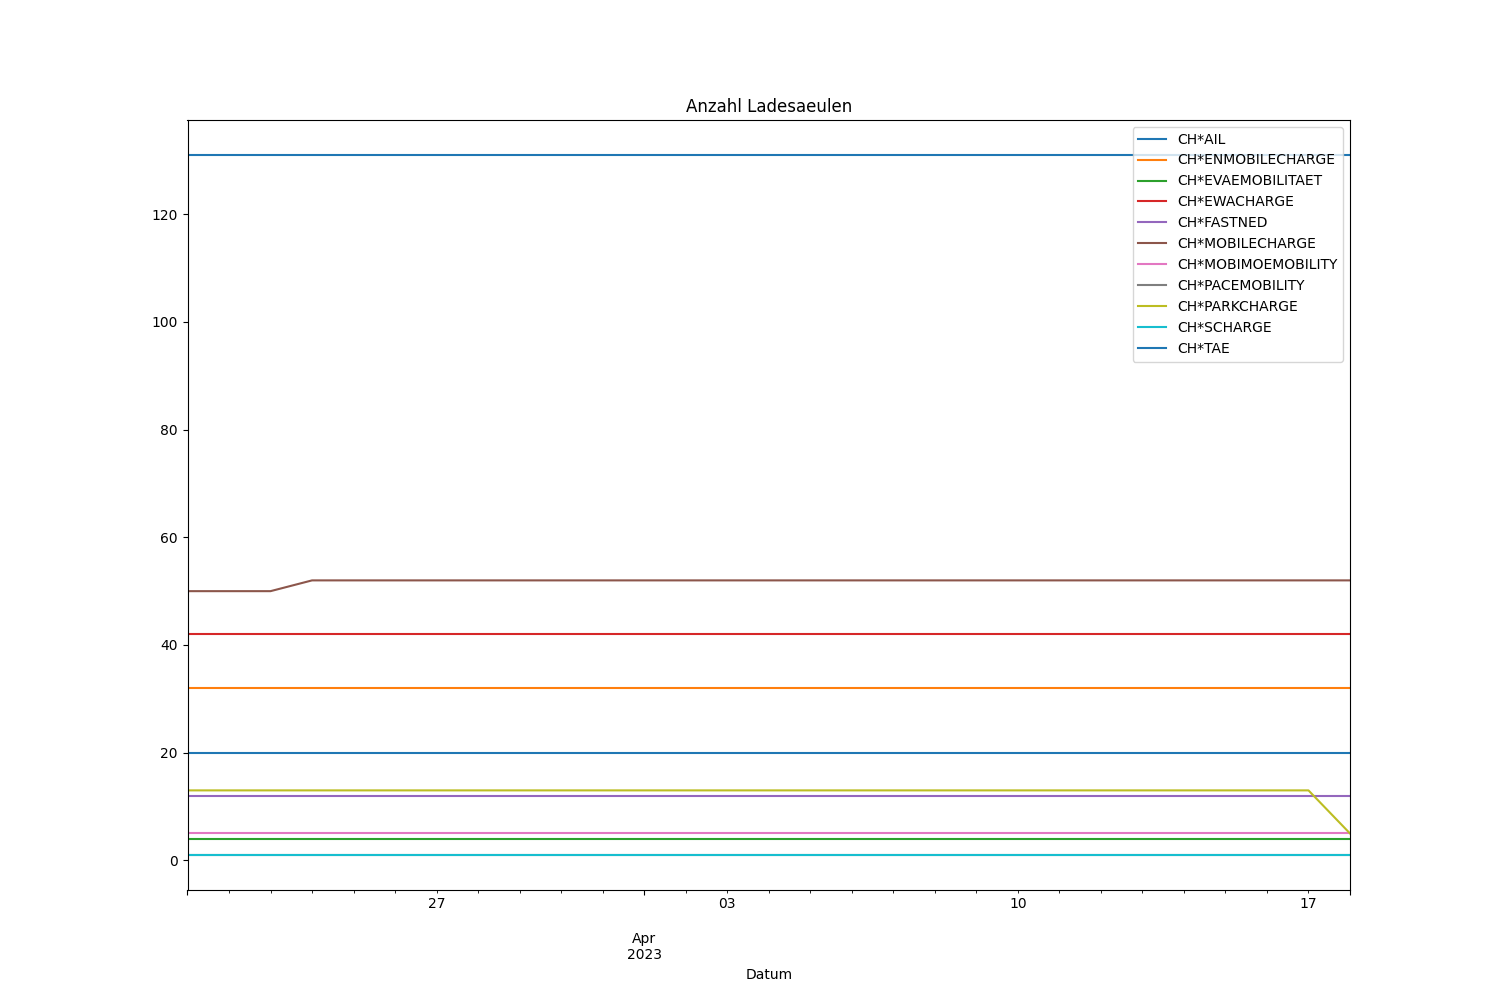 Anzahl Ladesaeulen
CH*AIL
CH*ENMOBILECHARGE
CH*EVAEMOBILITAET
CH*EWACHARGE
CH*FASTNED
CH*MOBILECHARGE
CH*MOBIMOEMOBILITY
CH*PACEMOBILITY
CH*PARKCHARGE
CH*SCHARGE
CH*TAE
120
100
80
60
40
20
0
27 03 10 17
Apr
2023
Datum